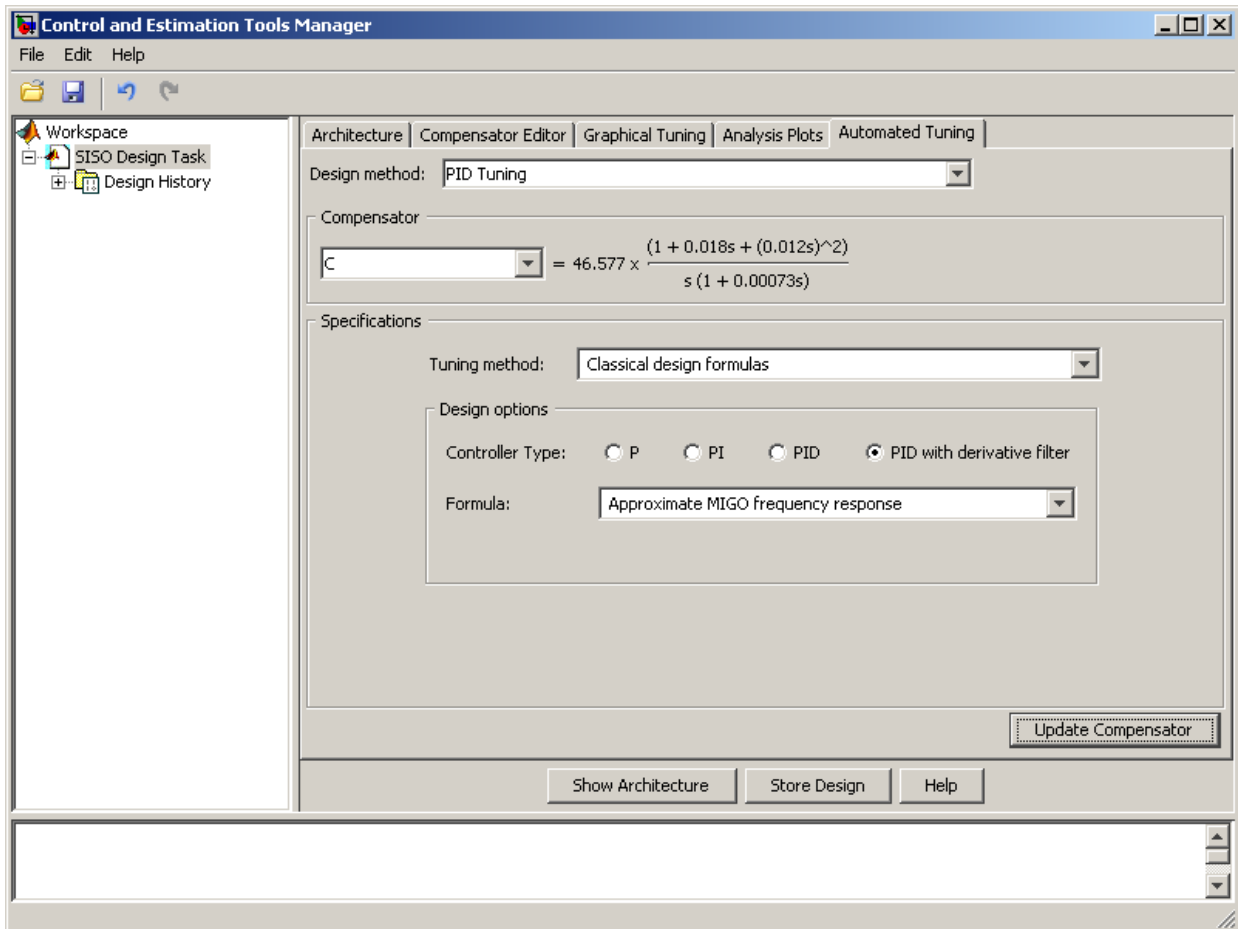 Control and Estimation Tools Manager
File Edit Help
Workspace
SISO Design Task
Design History
Architecture Compensator Editor Graphical Tuning Analysis Plots Automated Tuning
Design method: PID Tuning
Compensator
C = 46.577 x (1 + 0.018s + (0.012s)^2)
s (1 + 0.00073s)
Specifications
Tuning method: Classical design formulas
Design options
Controller Type: P PI PID PID with derivative filter
Formula: Approximate MIGO frequency response
Update Compensator
Show Architecture Store Design Help